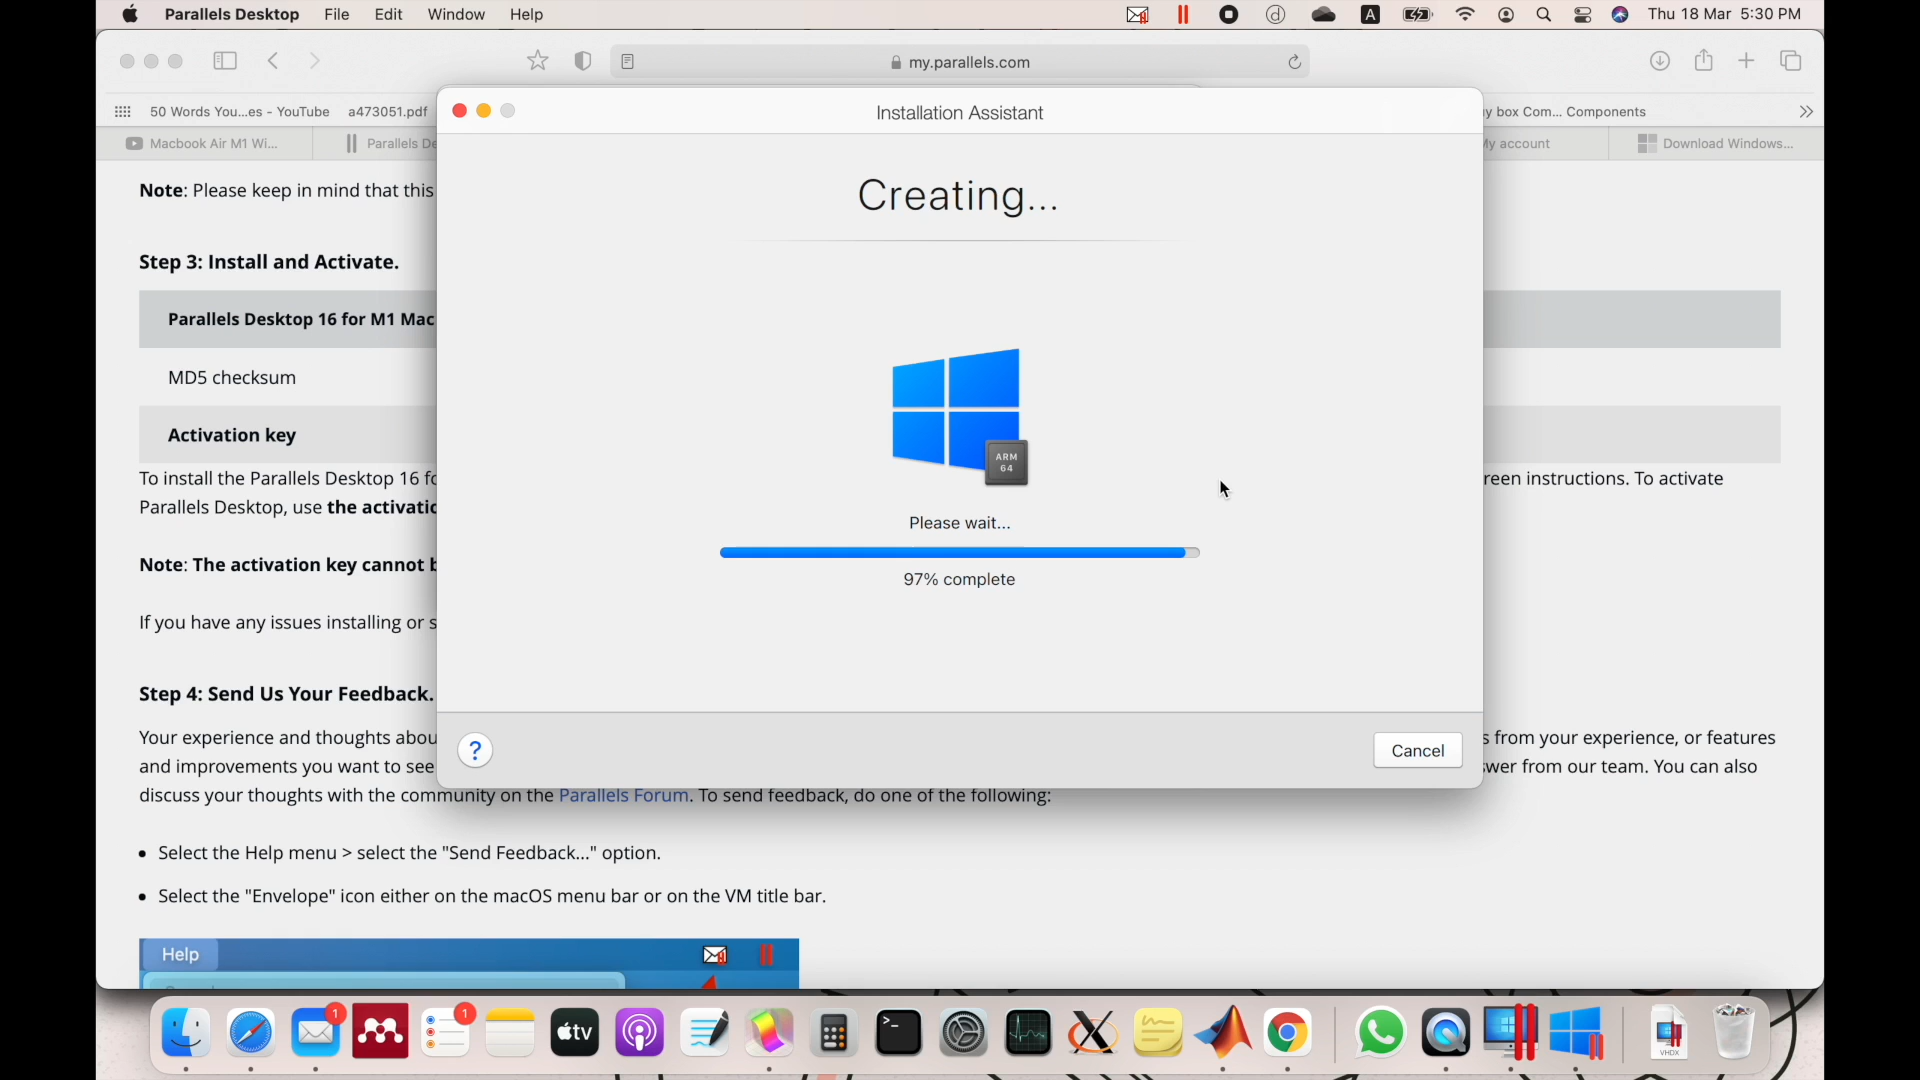 Parallels Desktop File Edit Window Help A Thu 18 Mar 5:30 PM
my.parallels.com
50 Words You...es - YouTube a473051.pdf
y box Com... Components
Macbook Air M1 Wi...
Parallels De
My account
Download Windows...
Installation Assistant
Creating...
ARM
64
Please wait...
97% complete
?
Cancel
Note: Please keep in mind that this
Step 3: Install and Activate.
Parallels Desktop 16 for M1 Mac
MD5 checksum
Activation key
To install the Parallels Desktop 16 fo
reen instructions. To activate
Parallels Desktop, use the activatio
Note: The activation key cannot b
If you have any issues installing or s
Step 4: Send Us Your Feedback.
Your experience and thoughts abou
s from your experience, or features
and improvements you want to see
swer from our team. You can also
discuss your thoughts with the community on the Parallels Forum. To send feedback, do one of the following:
• Select the Help menu > select the "Send Feedback..." option.
• Select the "Envelope" icon either on the macOS menu bar or on the VM title bar.
Help
1
1
tv
VHDX